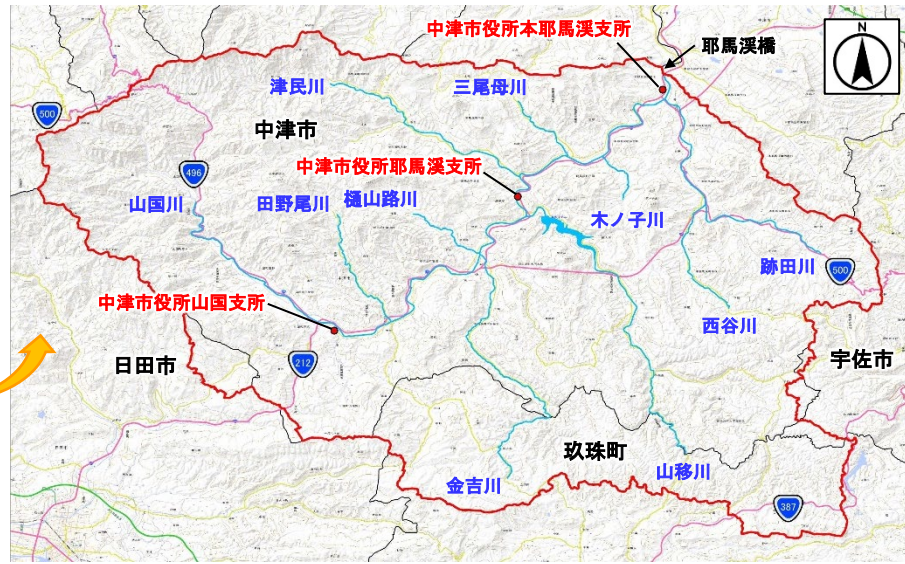 中津市役所本耶馬渓支所
耶馬渓橋
津民川
三尾母川
500
中津市
中津市役所耶馬溪支所
496
山国川
田野尾川
樋山路川
木ノ子川
跡田川
500
中津市役所山国支所
西谷川
日田市
212
宇佐市
玖珠町
金吉川
山移川
387